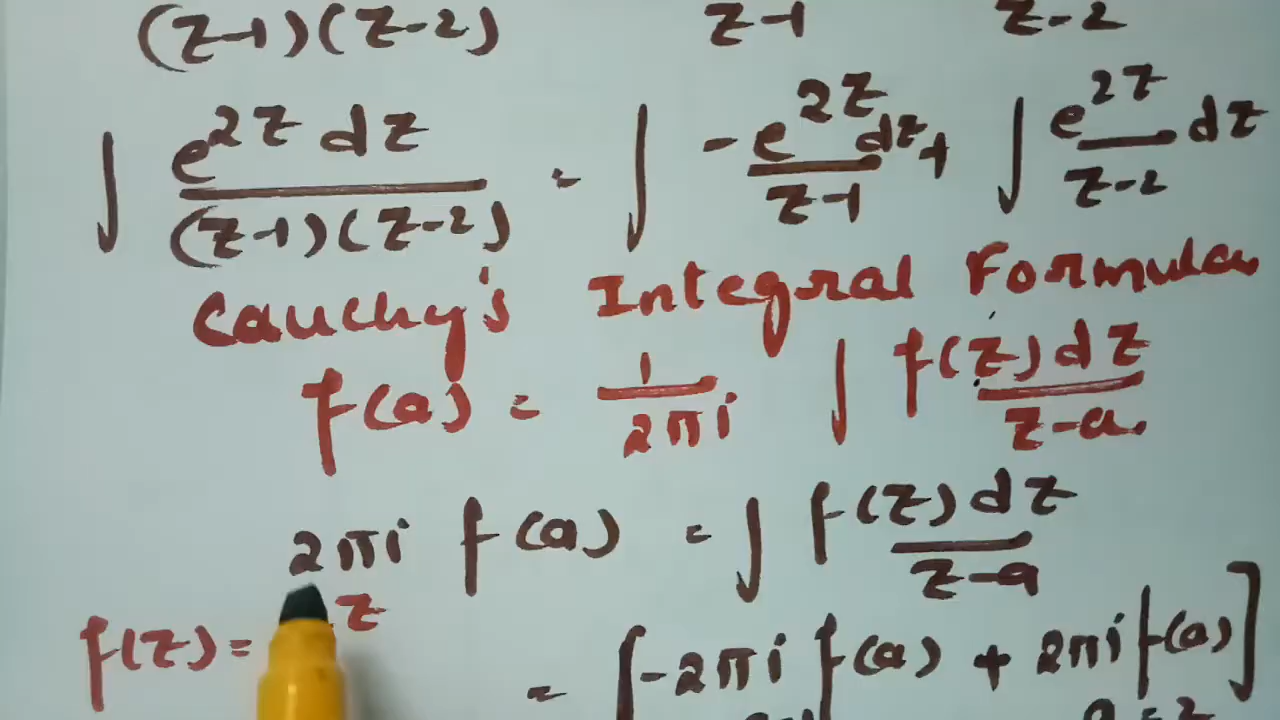 (z-1)(z-2) z-1 z-2
∫ e^2z dz / (z-1)(z-2) = ∫ -e^2z dz / z-1 + ∫ e^2z / z-2 dz
Cauchy's Integral Formula
f(a) = 1 / 2πi ∫ f(z) dz / z-a.
2πi f(a) = ∫ f(z) dz / z-a
f(z) = z
= [-2πi f(a) + 2πi f(a)]
a=2